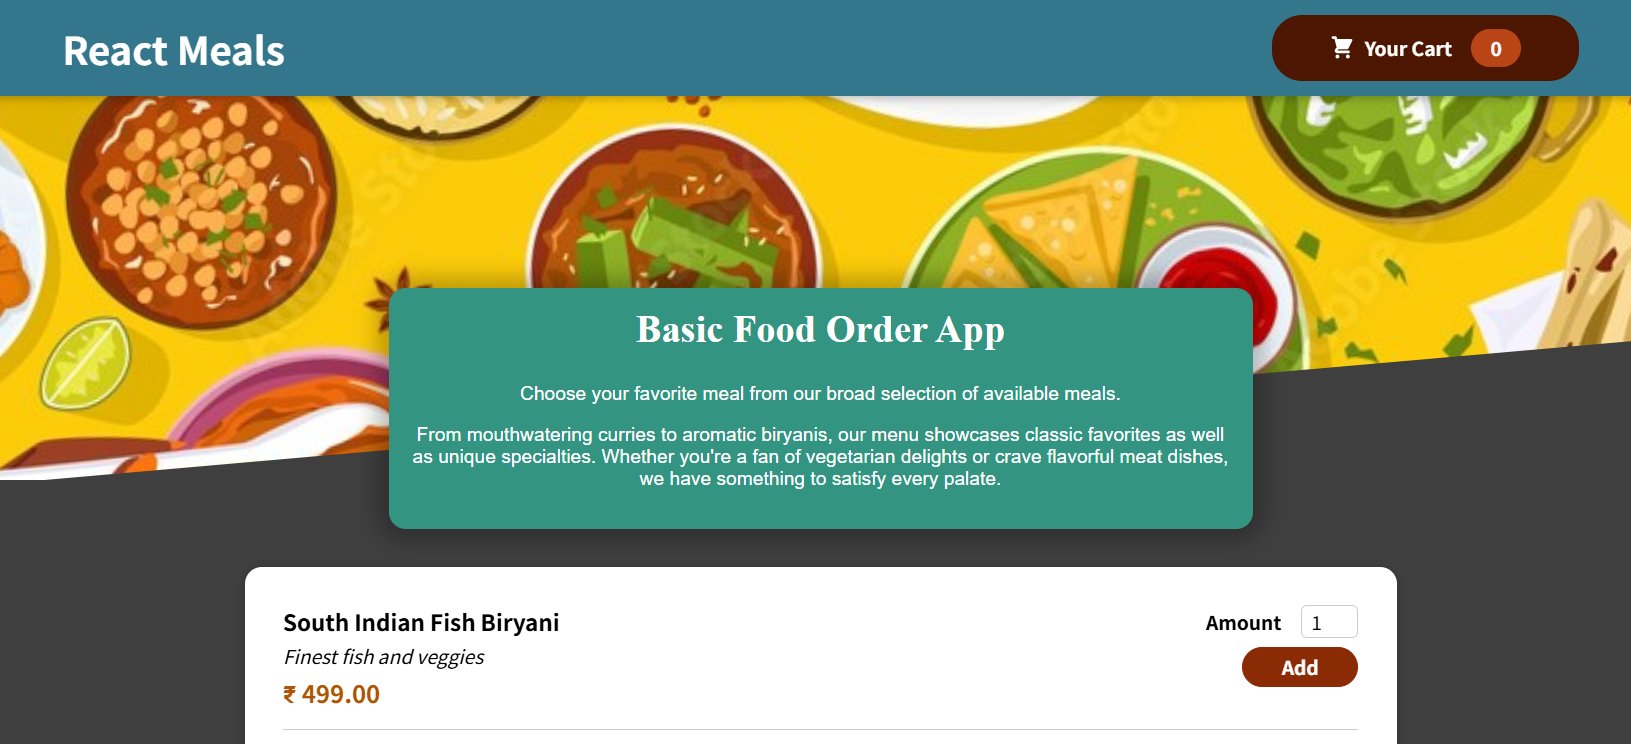 React Meals
Your Cart 0
Basic Food Order App
Choose your favorite meal from our broad selection of available meals.
From mouthwatering curries to aromatic biryanis, our menu showcases classic favorites as well
as unique specialties. Whether you're a fan of vegetarian delights or crave flavorful meat dishes,
we have something to satisfy every palate.
South Indian Fish Biryani
Amount 1
Finest fish and veggies
Add
₹ 499.00